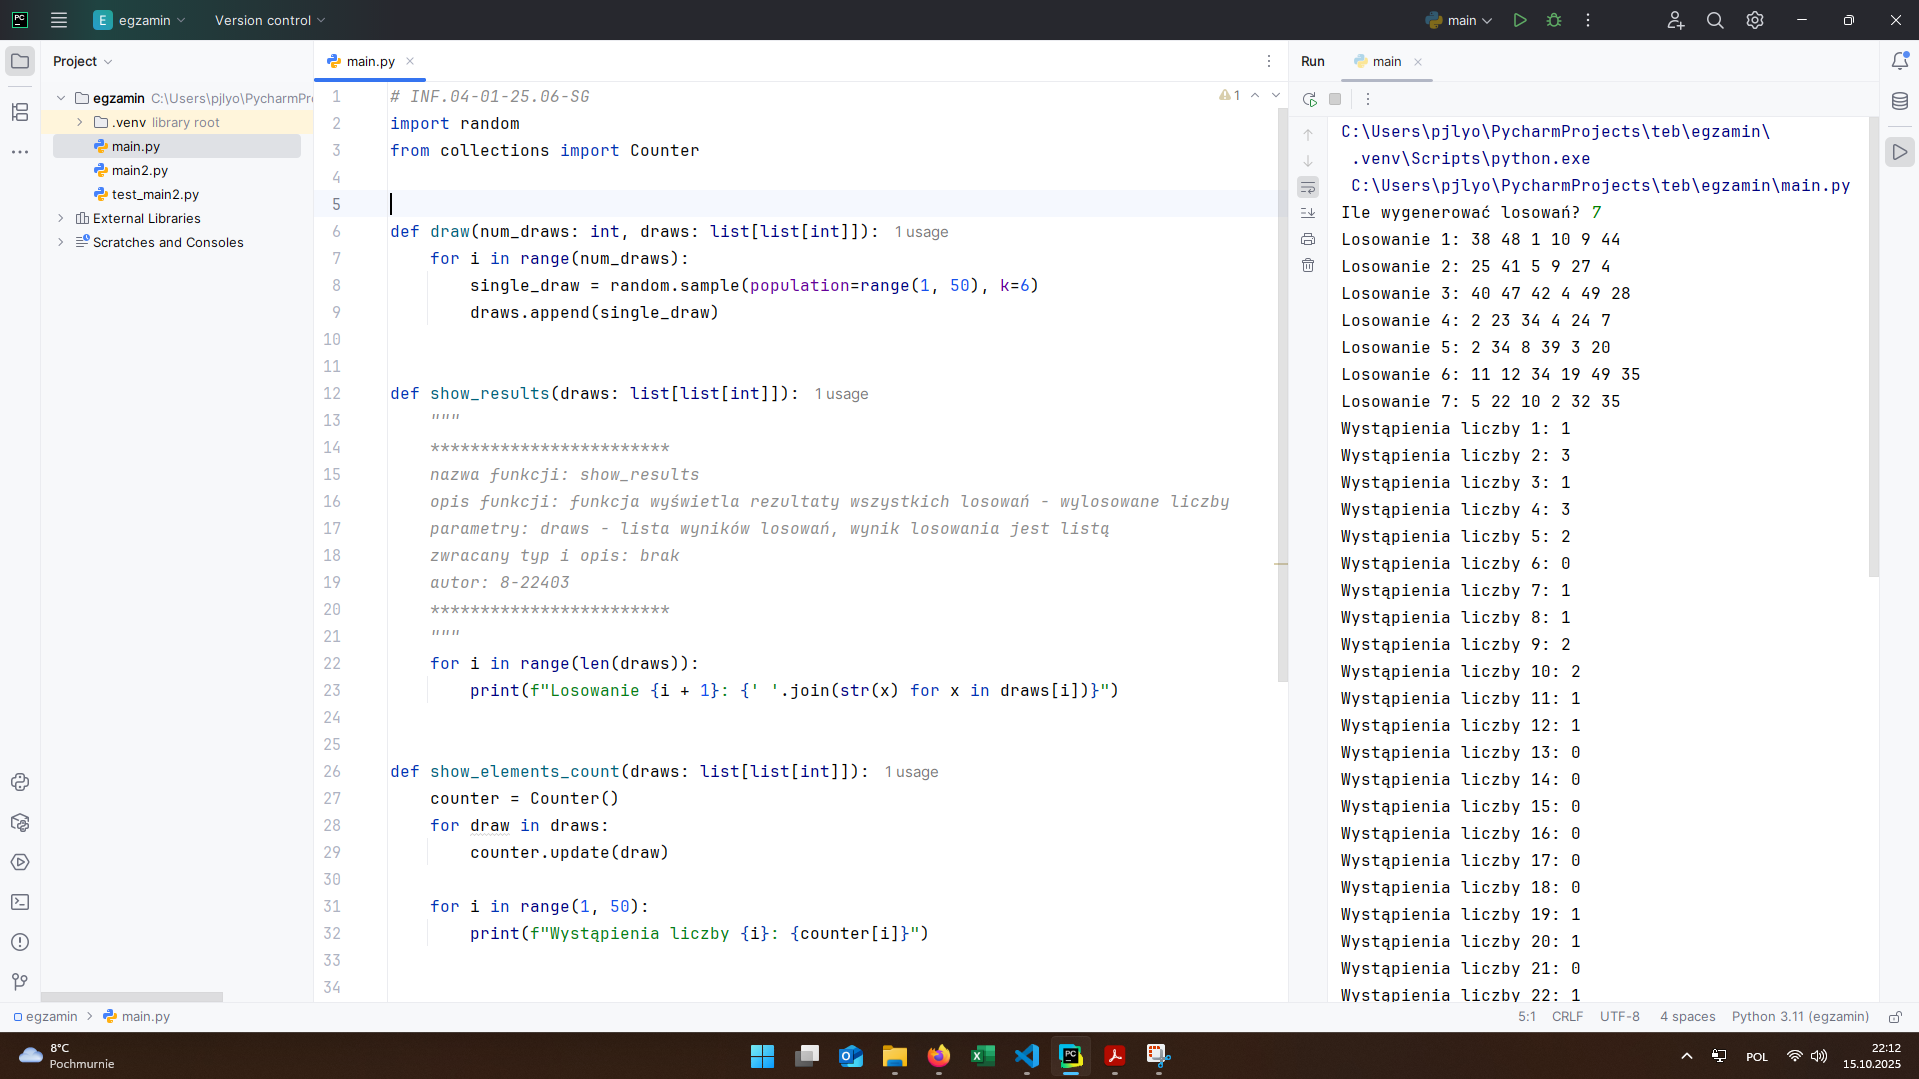 PC
E egzamin
Version control
main
Project
main.py
Run
main
egzamin C:\Users\pjlyo\PycharmPr
.venv library root
main.py
main2.py
test_main2.py
External Libraries
Scratches and Consoles
1 # INF.04-01-25.06-SG
1
2 import random
3 from collections import Counter
4
5
6 def draw(num_draws: int, draws: list[list[int]]): 1 usage
7 for i in range(num_draws):
8 single_draw = random.sample(population=range(1, 50), k=6)
9 draws.append(single_draw)
10
11
12 def show_results(draws: list[list[int]]): 1 usage
13 """
14 ************************
15 nazwa funkcji: show_results
16 opis funkcji: funkcja wyświetla rezultaty wszystkich losowań - wylosowane liczby
17 parametry: draws - lista wyników losowań, wynik losowania jest listą
18 zwracany typ i opis: brak
19 autor: 8-22403
20 ************************
21 """
22 for i in range(len(draws)):
23 print(f"Losowanie {i + 1}: {' '.join(str(x) for x in draws[i])}")
24
25
26 def show_elements_count(draws: list[list[int]]): 1 usage
27 counter = Counter()
28 for draw in draws:
29 counter.update(draw)
30
31 for i in range(1, 50):
32 print(f"Wystąpienia liczby {i}: {counter[i]}")
33
34
C:\Users\pjlyo\PycharmProjects\teb\egzamin\
.venv\Scripts\python.exe
C:\Users\pjlyo\PycharmProjects\teb\egzamin\main.py
Ile wygenerować losowań? 7
Losowanie 1: 38 48 1 10 9 44
Losowanie 2: 25 41 5 9 27 4
Losowanie 3: 40 47 42 4 49 28
Losowanie 4: 2 23 34 4 24 7
Losowanie 5: 2 34 8 39 3 20
Losowanie 6: 11 12 34 19 49 35
Losowanie 7: 5 22 10 2 32 35
Wystąpienia liczby 1: 1
Wystąpienia liczby 2: 3
Wystąpienia liczby 3: 1
Wystąpienia liczby 4: 3
Wystąpienia liczby 5: 2
Wystąpienia liczby 6: 0
Wystąpienia liczby 7: 1
Wystąpienia liczby 8: 1
Wystąpienia liczby 9: 2
Wystąpienia liczby 10: 2
Wystąpienia liczby 11: 1
Wystąpienia liczby 12: 1
Wystąpienia liczby 13: 0
Wystąpienia liczby 14: 0
Wystąpienia liczby 15: 0
Wystąpienia liczby 16: 0
Wystąpienia liczby 17: 0
Wystąpienia liczby 18: 0
Wystąpienia liczby 19: 1
Wystąpienia liczby 20: 1
Wystąpienia liczby 21: 0
Wystąpienia liczby 22: 1
egzamin > main.py
5:1 CRLF UTF-8 4 spaces Python 3.11 (egzamin)
8°C
Pochmurnie
PC
POL
22:12
15.10.2025